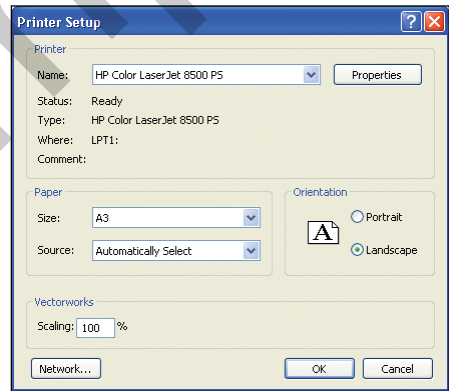 Printer Setup
Printer
Name: HP Color LaserJet 8500 PS Properties
Status: Ready
Type: HP Color LaserJet 8500 PS
Where: LPT1:
Comment:
Paper
Size: A3
Source: Automatically Select
Orientation
A
Portrait
Landscape
Vectorworks
Scaling: 100 %
Network... OK Cancel